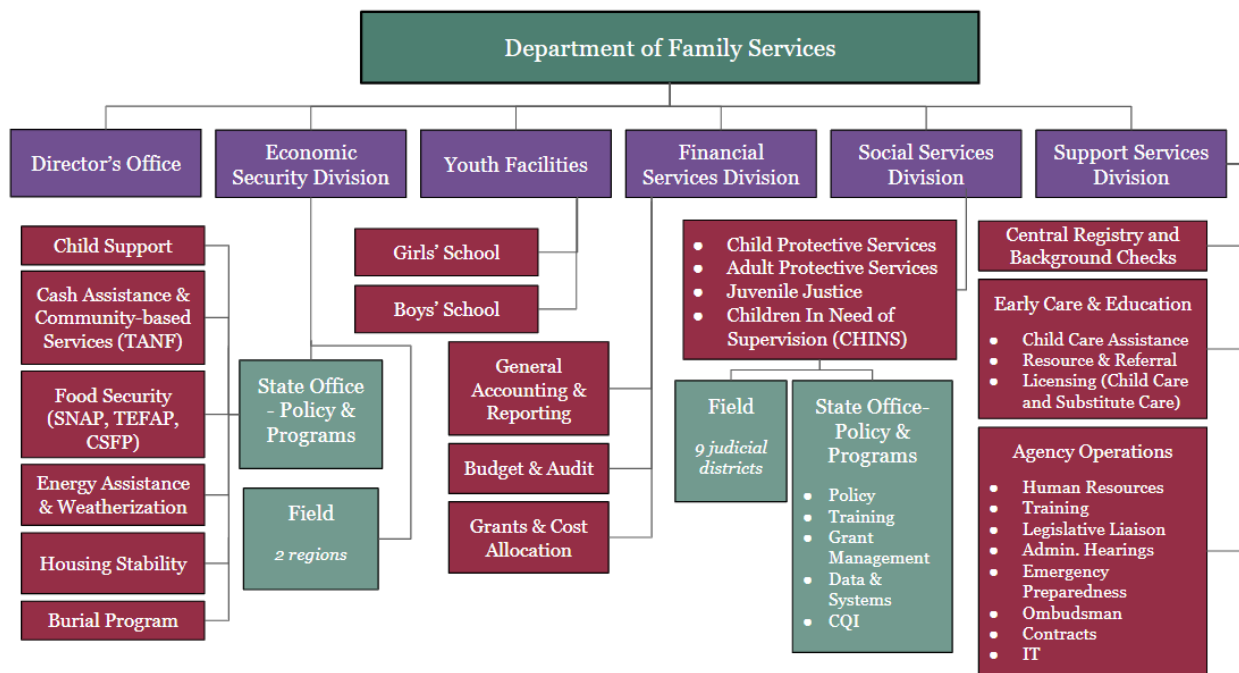 Department of Family Services
Director’s Office
Economic
Security Division
Youth Facilities
Financial
Services Division
Social Services
Division
Support Services
Division
Child Support
Cash Assistance &
Community-based
Services (TANF)
Food Security
(SNAP, TEFAP,
CSFP)
Energy Assistance
& Weatherization
Housing Stability
Burial Program
State Office
- Policy &
Programs
Field
2 regions
Girls’ School
Boys’ School
General
Accounting &
Reporting
Budget & Audit
Grants & Cost
Allocation
● Child Protective Services
● Adult Protective Services
● Juvenile Justice
● Children In Need of
Supervision (CHINS)
Field
9 judicial
districts
State Office-
Policy &
Programs
● Policy
● Training
● Grant
Management
● Data &
Systems
● CQI
Central Registry and
Background Checks
Early Care & Education
● Child Care Assistance
● Resource & Referral
● Licensing (Child Care
and Substitute Care)
Agency Operations
● Human Resources
● Training
● Legislative Liaison
● Admin. Hearings
● Emergency
Preparedness
● Ombudsman
● Contracts
● IT